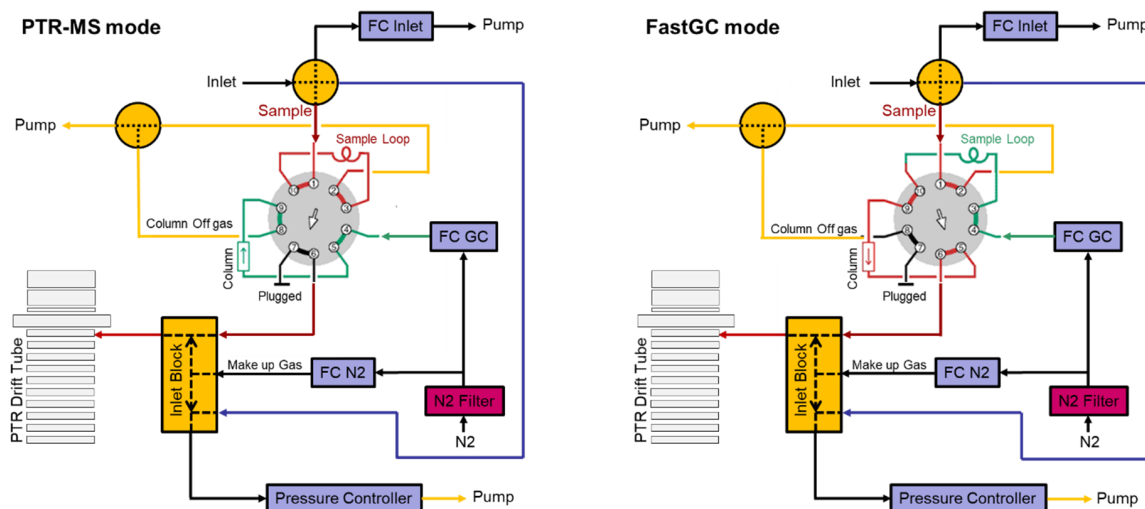 PTR-MS mode
FC Inlet
Pump
Inlet
Sample
Pump
Sample Loop
10
1
2
9
3
8
4
7
6
5
Column Off gas
FC GC
Column
Plugged
PTR Drift Tube
Inlet Block
Make up Gas
FC N2
N2 Filter
N2
Pressure Controller
Pump
FastGC mode
FC Inlet
Pump
Inlet
Sample
Pump
Sample Loop
10
1
2
9
3
8
4
7
6
5
Column Off gas
FC GC
Column
Plugged
PTR Drift Tube
Inlet Block
Make up Gas
FC N2
N2 Filter
N2
Pressure Controller
Pump